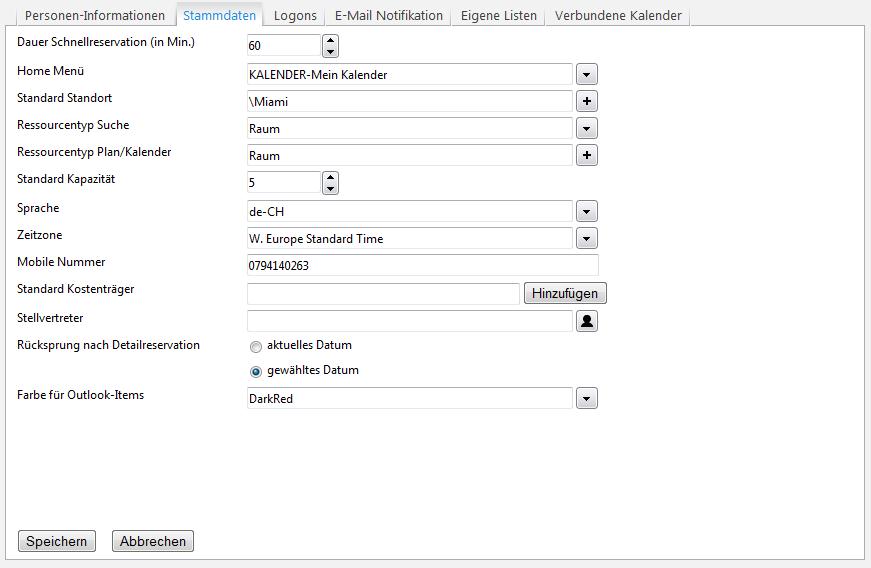 Personen-Informationen Stammdaten Logons E-Mail Notifikation Eigene Listen Verbundene Kalender
Dauer Schnellreservation (in Min.) 60
Home Menü KALENDER-Mein Kalender
Standard Standort \Miami
Ressourcentyp Suche Raum
Ressourcentyp Plan/Kalender Raum
Standard Kapazität 5
Sprache de-CH
Zeitzone W. Europe Standard Time
Mobile Nummer 0794140263
Standard Kostenträger Hinzufügen
Stellvertreter
Rücksprung nach Detailreservation aktuelles Datum
gewähltes Datum
Farbe für Outlook-Items DarkRed
Speichern Abbrechen